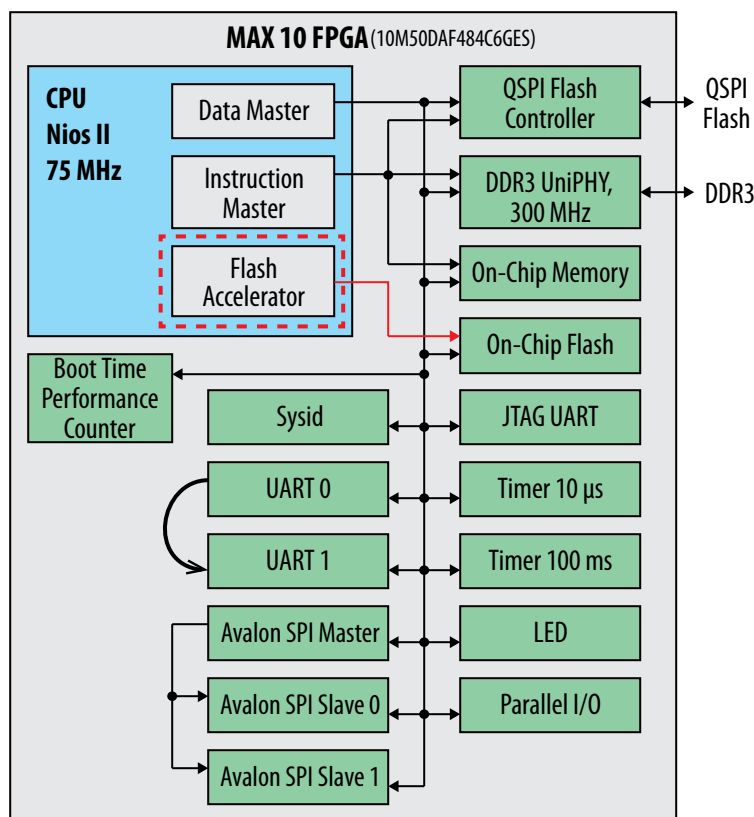 MAX 10 FPGA (10M50DAF484C6GES)
CPU
Nios II
75 MHz
Data Master
Instruction
Master
Flash
Accelerator
QSPI Flash
Controller
QSPI
Flash
DDR3 UniPHY,
300 MHz
DDR3
On-Chip Memory
On-Chip Flash
Boot Time
Performance
Counter
Sysid
JTAG UART
UART 0
Timer 10 µs
UART 1
Timer 100 ms
Avalon SPI Master
LED
Avalon SPI Slave 0
Parallel I/O
Avalon SPI Slave 1